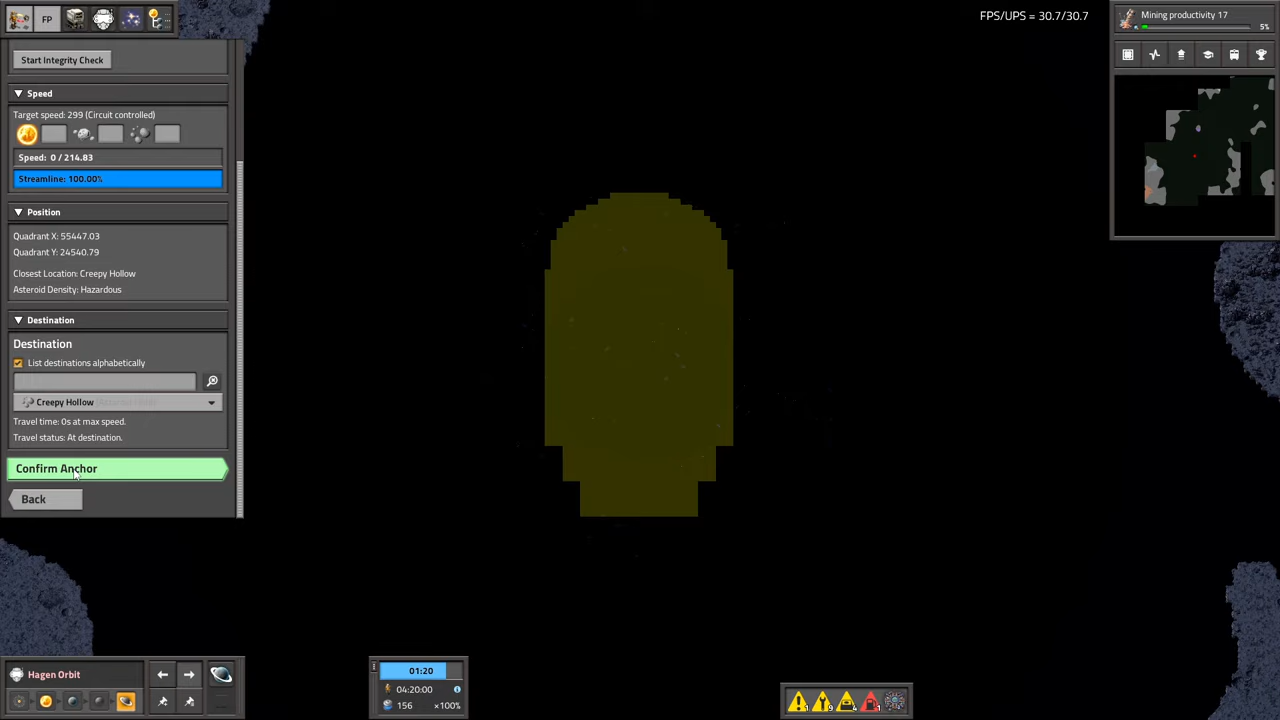 FP
FPS/UPS = 30.7/30.7
Mining productivity 17
5%
Start Integrity Check
Speed
Target speed: 299 (Circuit controlled)
Speed: 0 / 214.83
Streamline: 100.00%
Position
Quadrant X: 55447.03
Quadrant Y: 24540.79
Closest Location: Creepy Hollow
Asteroid Density: Hazardous
Destination
Destination
List destinations alphabetically
Creepy Hollow
Travel time: 0s at max speed.
Travel status: At destination.
Confirm Anchor
Back
Hagen Orbit
01:20
04:20:00
156 ×100%